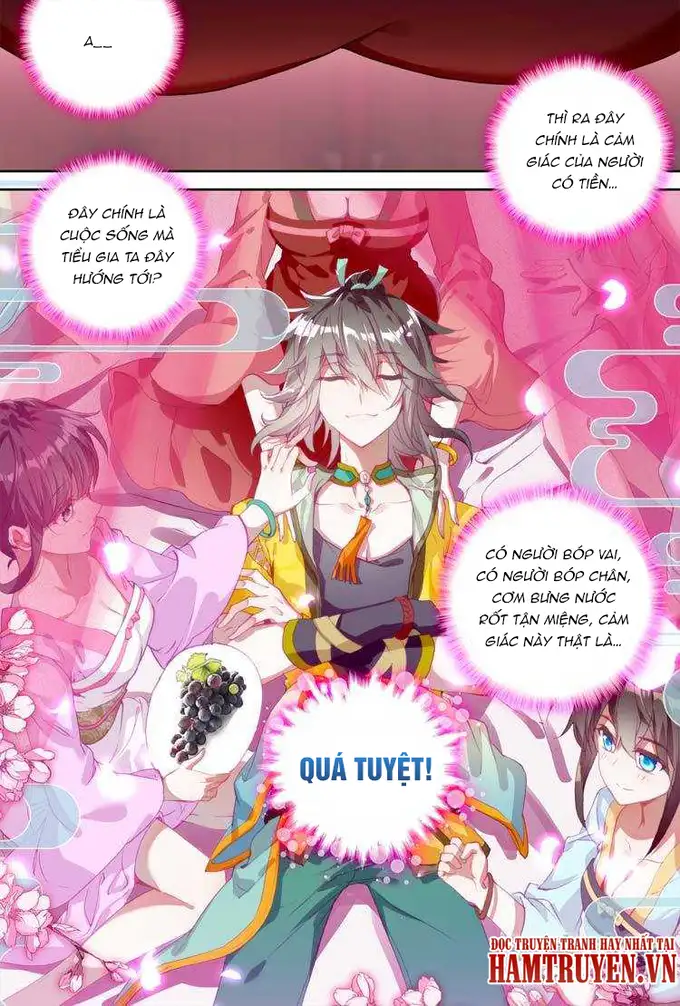 A__
THÌ RA ĐÂY
CHÍNH LÀ CẢM
GIÁC CỦA NGƯỜI
CÓ TIỀN...
ĐÂY CHÍNH LÀ
CUỘC SỐNG MÀ
TIỂU GIA TA ĐÂY
HƯỚNG TỚI?
CÓ NGƯỜI BÓP VAI,
CÓ NGƯỜI BÓP CHÂN,
CƠM BƯNG NƯỚC
RÓT TẬN MIỆNG, CẢM
GIÁC NÀY THẬT LÀ...
QUÁ TUYỆT!
ĐỌC TRUYỆN TRANH HAY NHẤT TẠI
HAMTRUYEN.VN